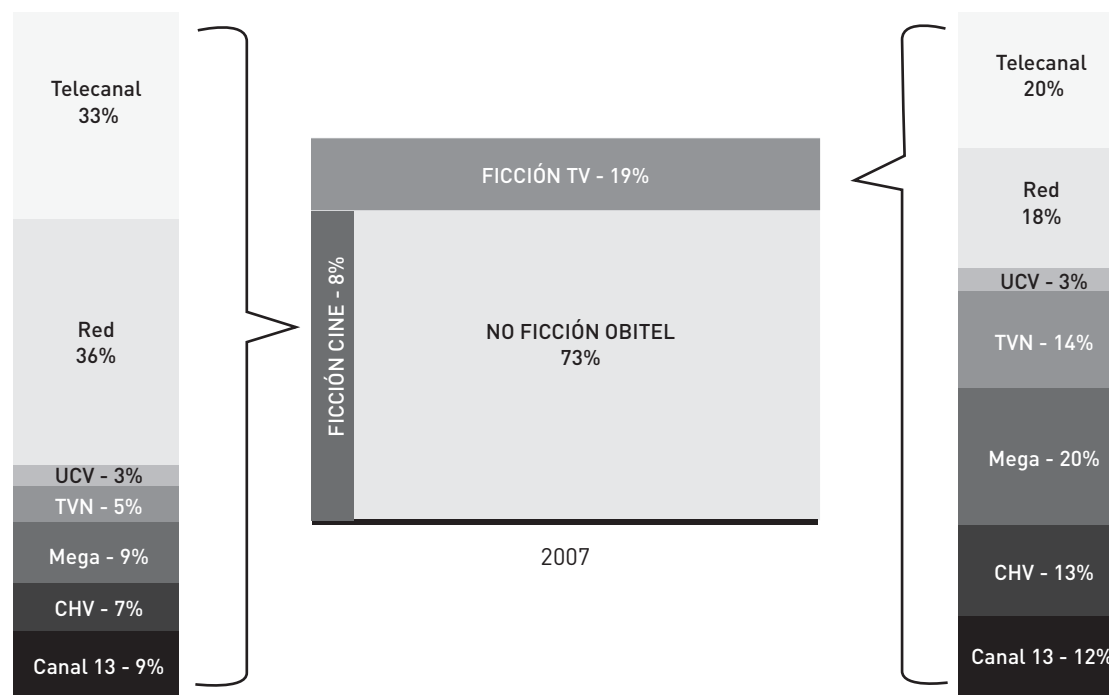 Telecanal
33%
Red
36%
UCV - 3%
TVN - 5%
Mega - 9%
CHV - 7%
Canal 13 - 9%
FICCIÓN TV - 19%
FICCIÓN CINE - 8%
NO FICCIÓN OBITEL
73%
2007
Telecanal
20%
Red
18%
UCV - 3%
TVN - 14%
Mega - 20%
CHV - 13%
Canal 13 - 12%